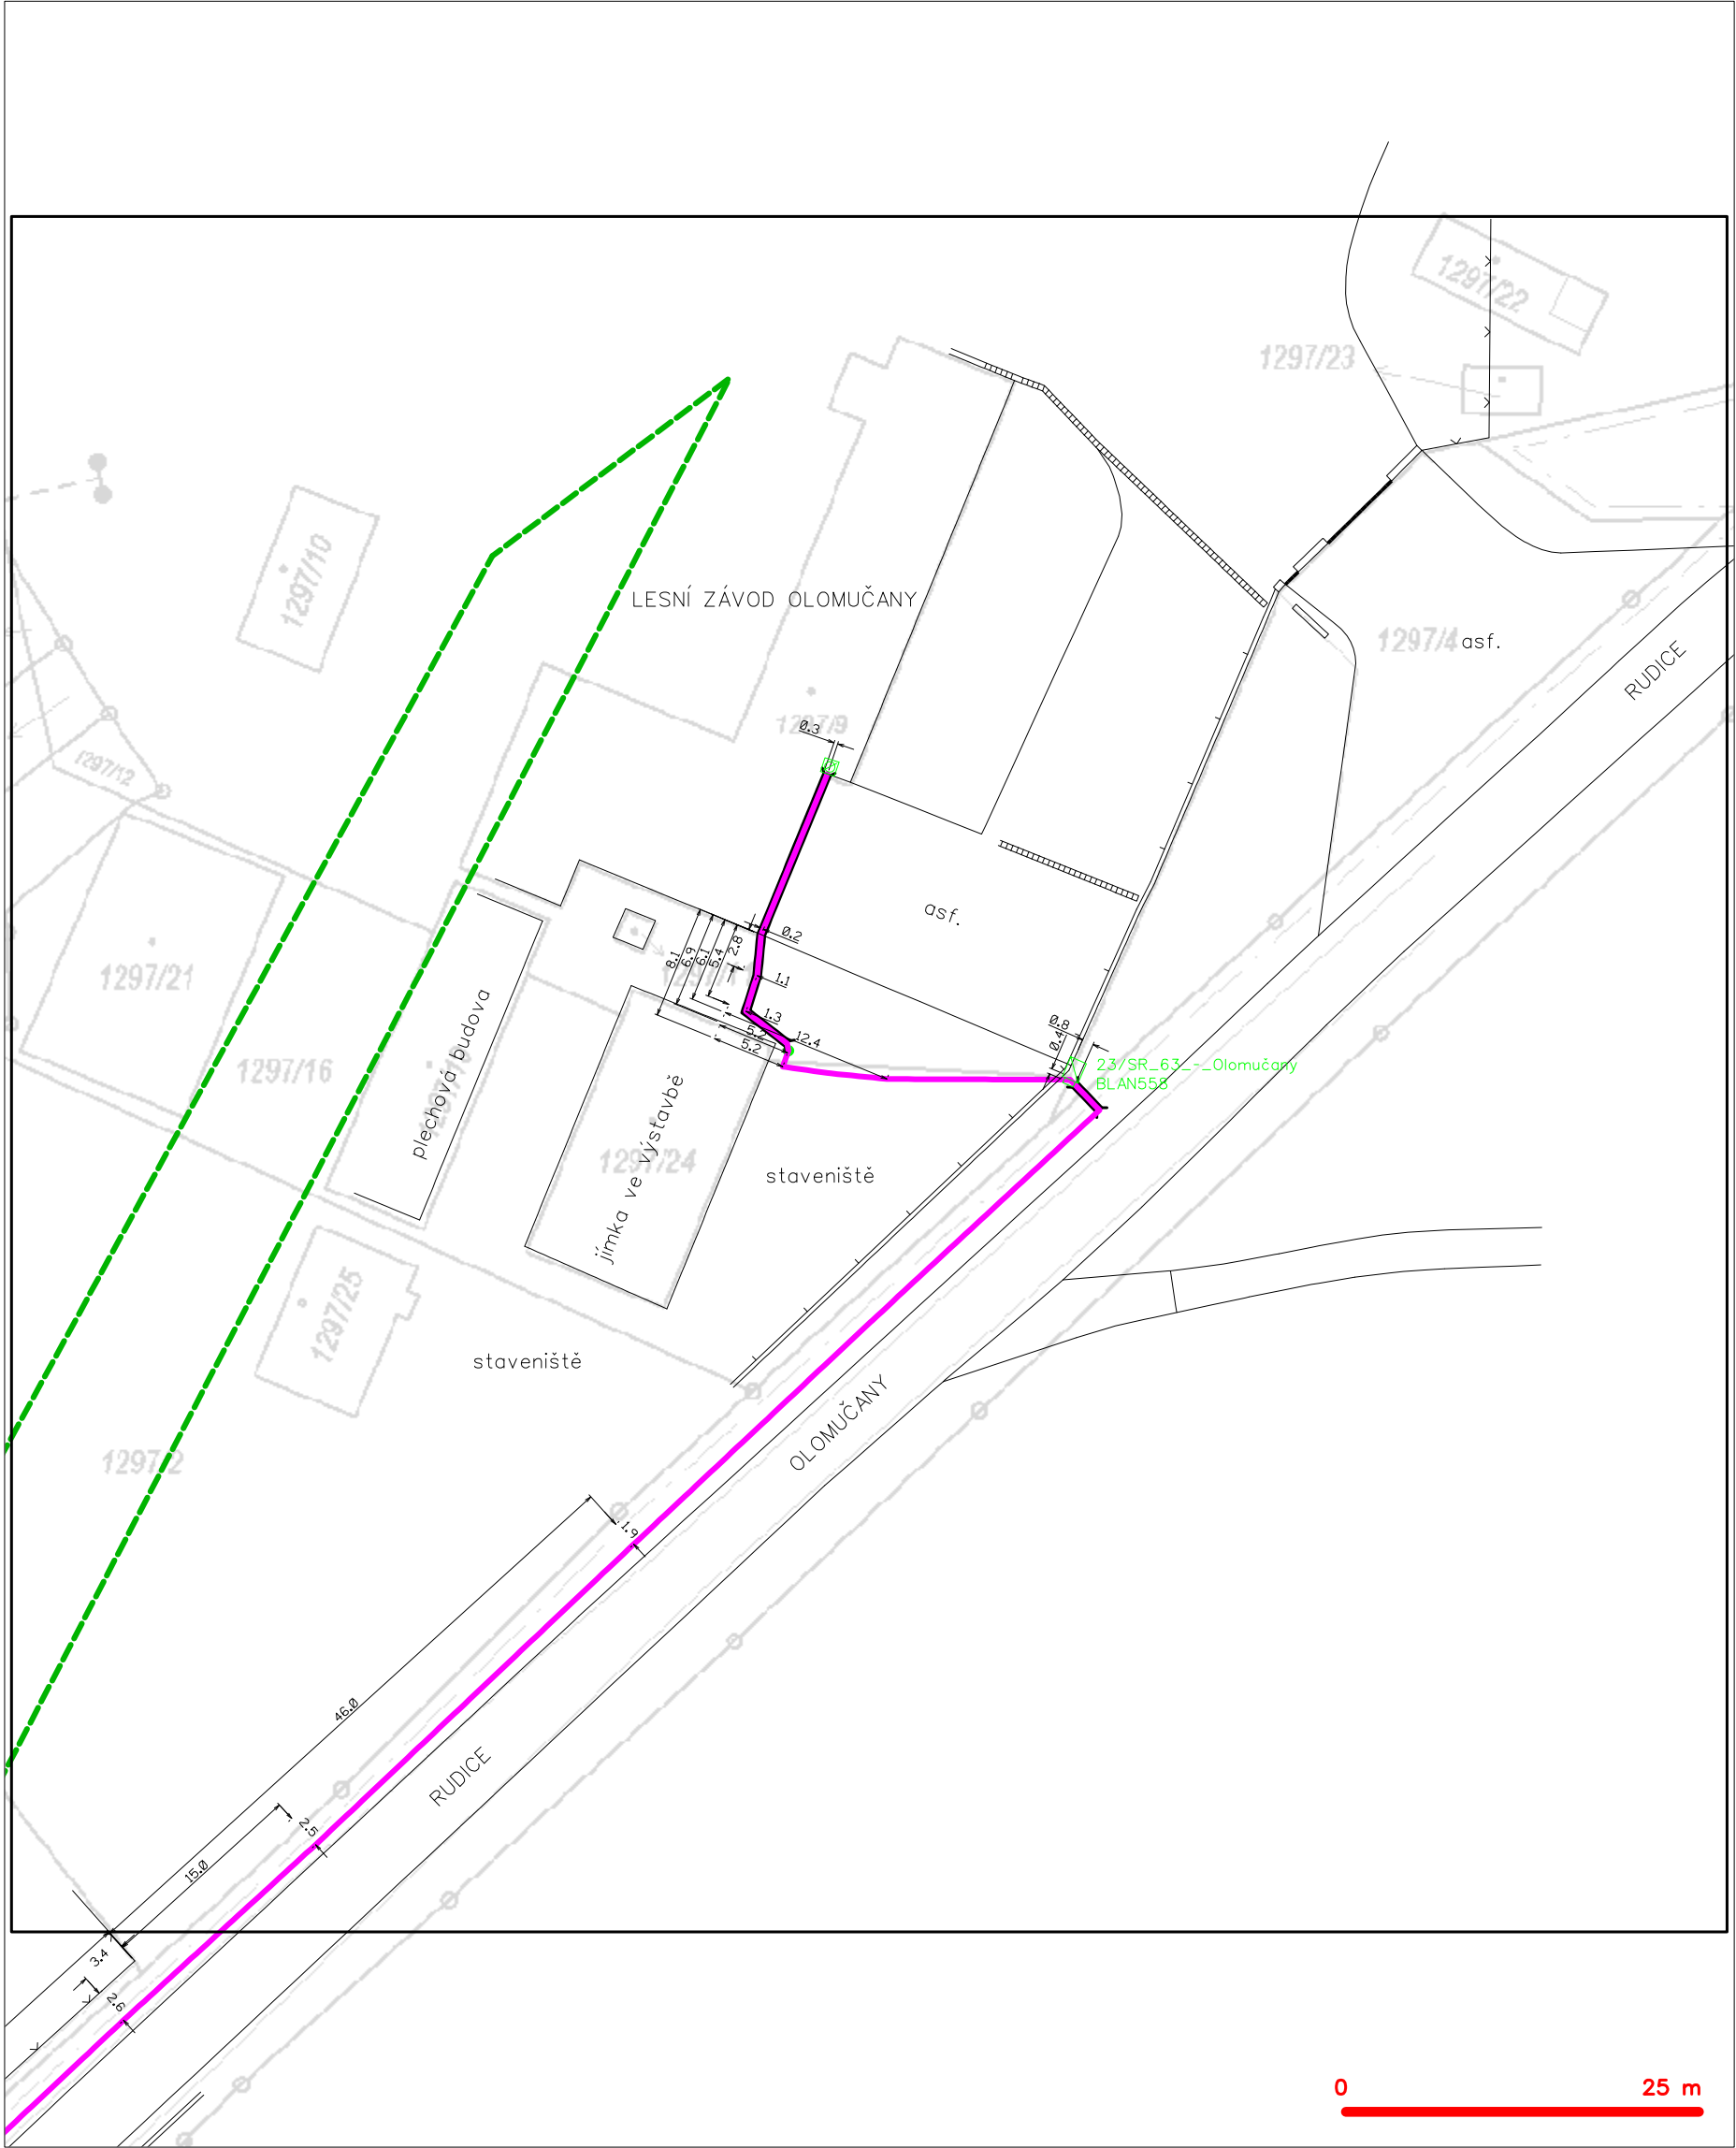 1297/22
1297/23
1297/10
LESNÍ ZÁVOD OLOMUČANY
1297/4
asf.
RUDICE
1297/9
0.3
1297/12
asf.
0.2
2.8
5.4
6.1
6.9
8.1
1297/21
1.1
1.3
5.2
5.2
12.4
0.8
0.4
23/SR_63_-_Olomučany
BLAN558
plechová budova
1297/16
jímka ve výstavbě
1297/24
staveniště
1297/25
staveniště
OLOMUČANY
1297/2
1.9
46.0
RUDICE
2.5
15.0
3.4
2.6
0 25 m